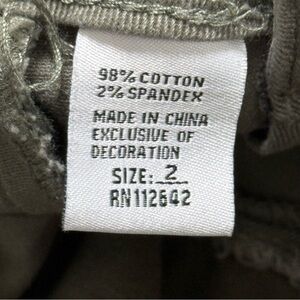 98% COTTON
2% SPANDEX
MADE IN CHINA
EXCLUSIVE OF
DECORATION
SIZE: 2
RN112642